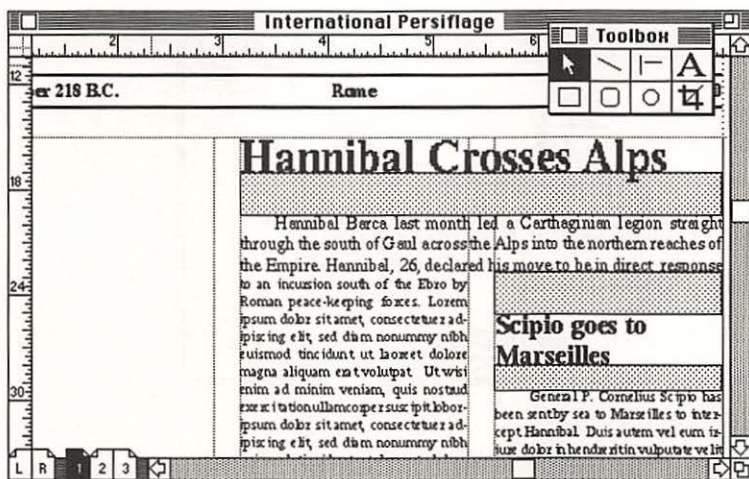 International Persiflage
Toolbox
2 3 4 5 6
A
12
er 218 B.C. Rome
Hannibal Crosses Alps
18
Hannibal Barca last month led a Carthaginian legion straight
through the south of Gaul across the Alps into the northern reaches of
the Empire. Hannibal, 26, declared his move to be in direct response
to an incursion south of the Ebro by
Roman peace-keeping forces. Lorem
ipsum dolor sit amet, consectetuer ad-
ipiscing elit, sed diam nonummy nibh
euismod tincidunt ut laoreet dolore
magna aliquam erat volutpat. Ut wisi
enim ad minim veniam, quis nostrud
exercitation ullamcorper suscipit lobor-
ipsum dolor sit amet, consectetuer ad-
ipiscing elit, sed diam nonummy nibh
24
30
Scipio goes to
Marseilles
General P. Cornelius Scipio has
been sent by sea to Marseilles to inter-
cept Hannibal. Duis autem vel eum ir-
iure dolor in hendrerit in vulputate velit
L R 1 2 3